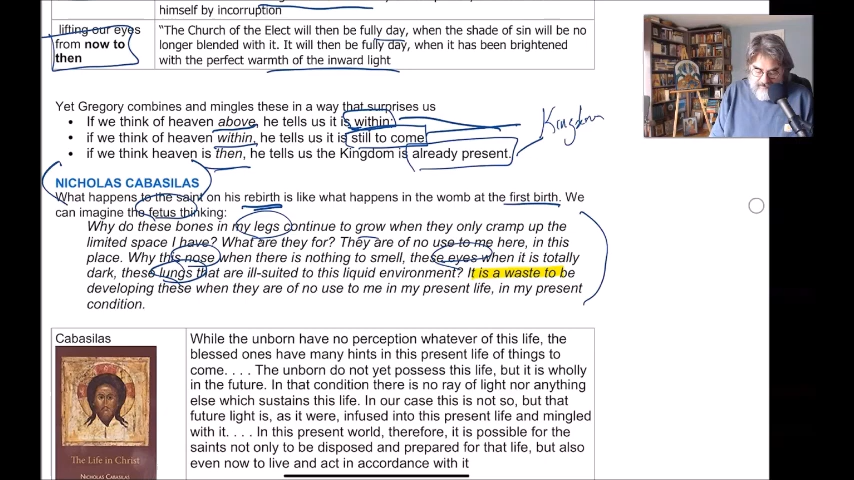 himself by incorruption
lifting our eyes
from now to
then
"The Church of the Elect will then be fully day, when the shade of sin will be no
longer blended with it. It will then be fully day, when it has been brightened
with the perfect warmth of the inward light
Yet Gregory combines and mingles these in a way that surprises us
• If we think of heaven above, he tells us it is within;
• if we think of heaven within, he tells us it is still to come
• if we think heaven is then, he tells us the Kingdom is already present.
Kingdom
NICHOLAS CABASILAS
What happens to the saint on his rebirth is like what happens in the womb at the first birth. We
can imagine the fetus thinking:
Why do these bones in my legs continue to grow when they only cramp up the
limited space I have? What are they for? They are of no use to me here, in this
place. Why this nose when there is nothing to smell, these eyes when it is totally
dark, these lungs that are ill-suited to this liquid environment? It is a waste to be
developing these when they are of no use to me in my present life, in my present
condition.
Cabasilas
The Life in Christ
NICHOLAS CABASILAS
While the unborn have no perception whatever of this life, the
blessed ones have many hints in this present life of things to
come. . . . The unborn do not yet possess this life, but it is wholly
in the future. In that condition there is no ray of light nor anything
else which sustains this life. In our case this is not so, but that
future light is, as it were, infused into this present life and mingled
with it. . . . In this present world, therefore, it is possible for the
saints not only to be disposed and prepared for that life, but also
even now to live and act in accordance with it